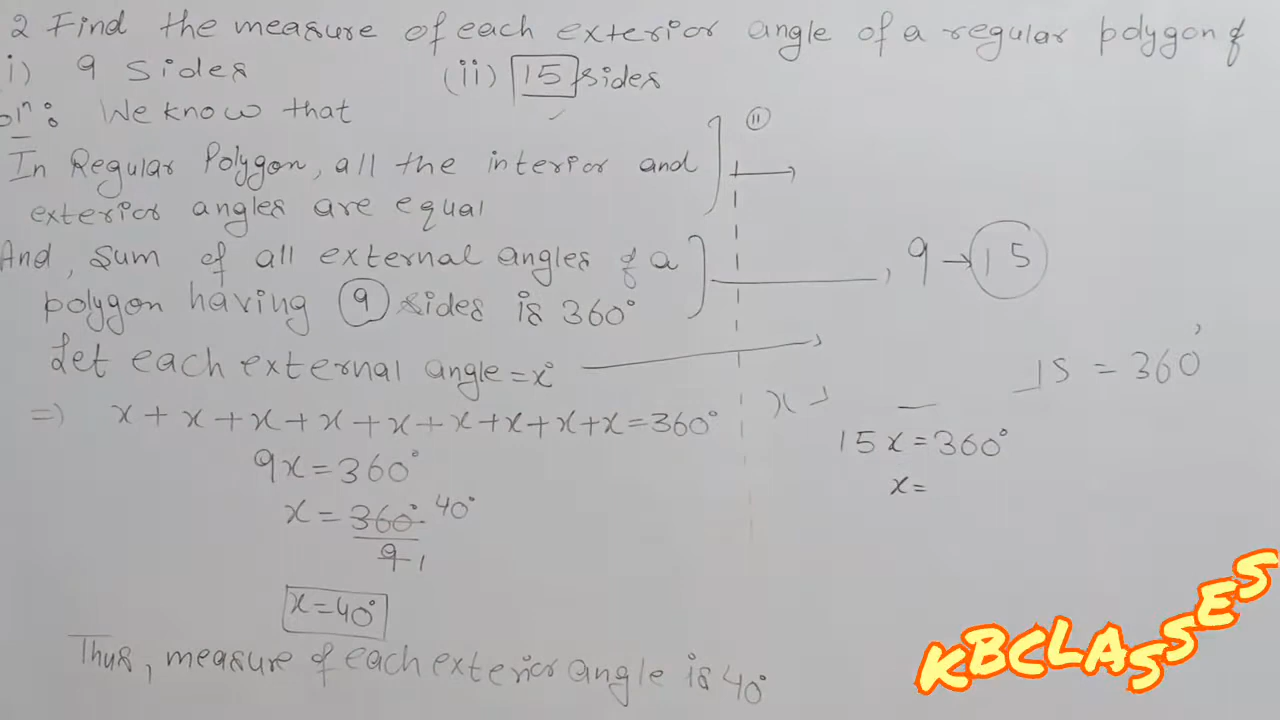 2 Find the measure of each exterior angle of a regular polygon of
i) 9 sides (ii) 15 sides
oln: We know that
In Regular Polygon, all the interior and
exterior angles are equal
And, sum of all external angles of a
polygon having 9 sides is 360°
Let each external angle = x°
=) x + x + x + x + x + x + x + x + x = 360°
9x = 360°
x = 360° 40°
9 1
x = 40°
Thus, measure of each exterior angle is 40°
(ii)
, 9 → 15
15 = 360°
x
15x = 360°
x =
KBCLASSES